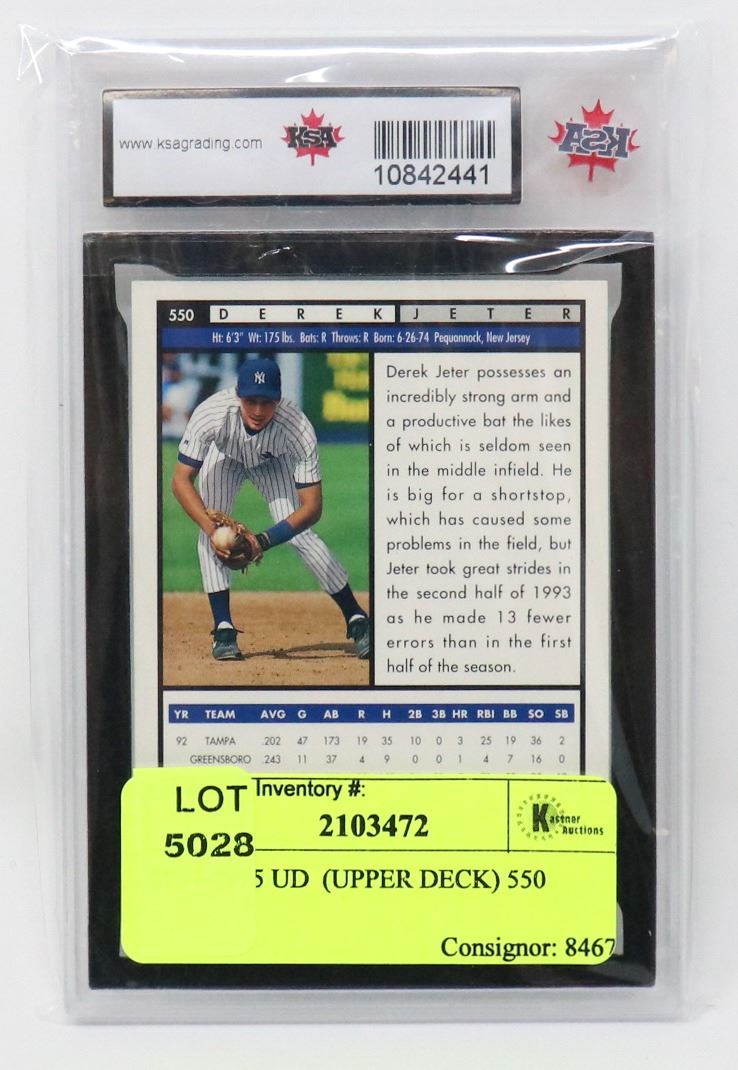 www.ksagrading.com
KSA
10842441
KSA
550 DEREK JETER
Ht: 6'3" Wt: 175 lbs. Bats: R Throws: R Born: 6-26-74 Pequannock, New Jersey
NY
Derek Jeter possesses an
incredibly strong arm and
a productive bat the likes
of which is seldom seen
in the middle infield. He
is big for a shortstop,
which has caused some
problems in the field, but
Jeter took great strides in
the second half of 1993
as he made 13 fewer
errors than in the first
half of the season.
YR TEAM AVG G AB R H 2B 3B HR RBI BB SO SB
92 TAMPA .202 47 173 19 35 10 0 3 25 19 36 2
GREENSBORO .243 11 37 4 9 0 0 1 4 7 16 0
LOT
5028
Inventory #:
2103472
Kastner
Auctions
5 UD (UPPER DECK) 550
Consignor: 8467